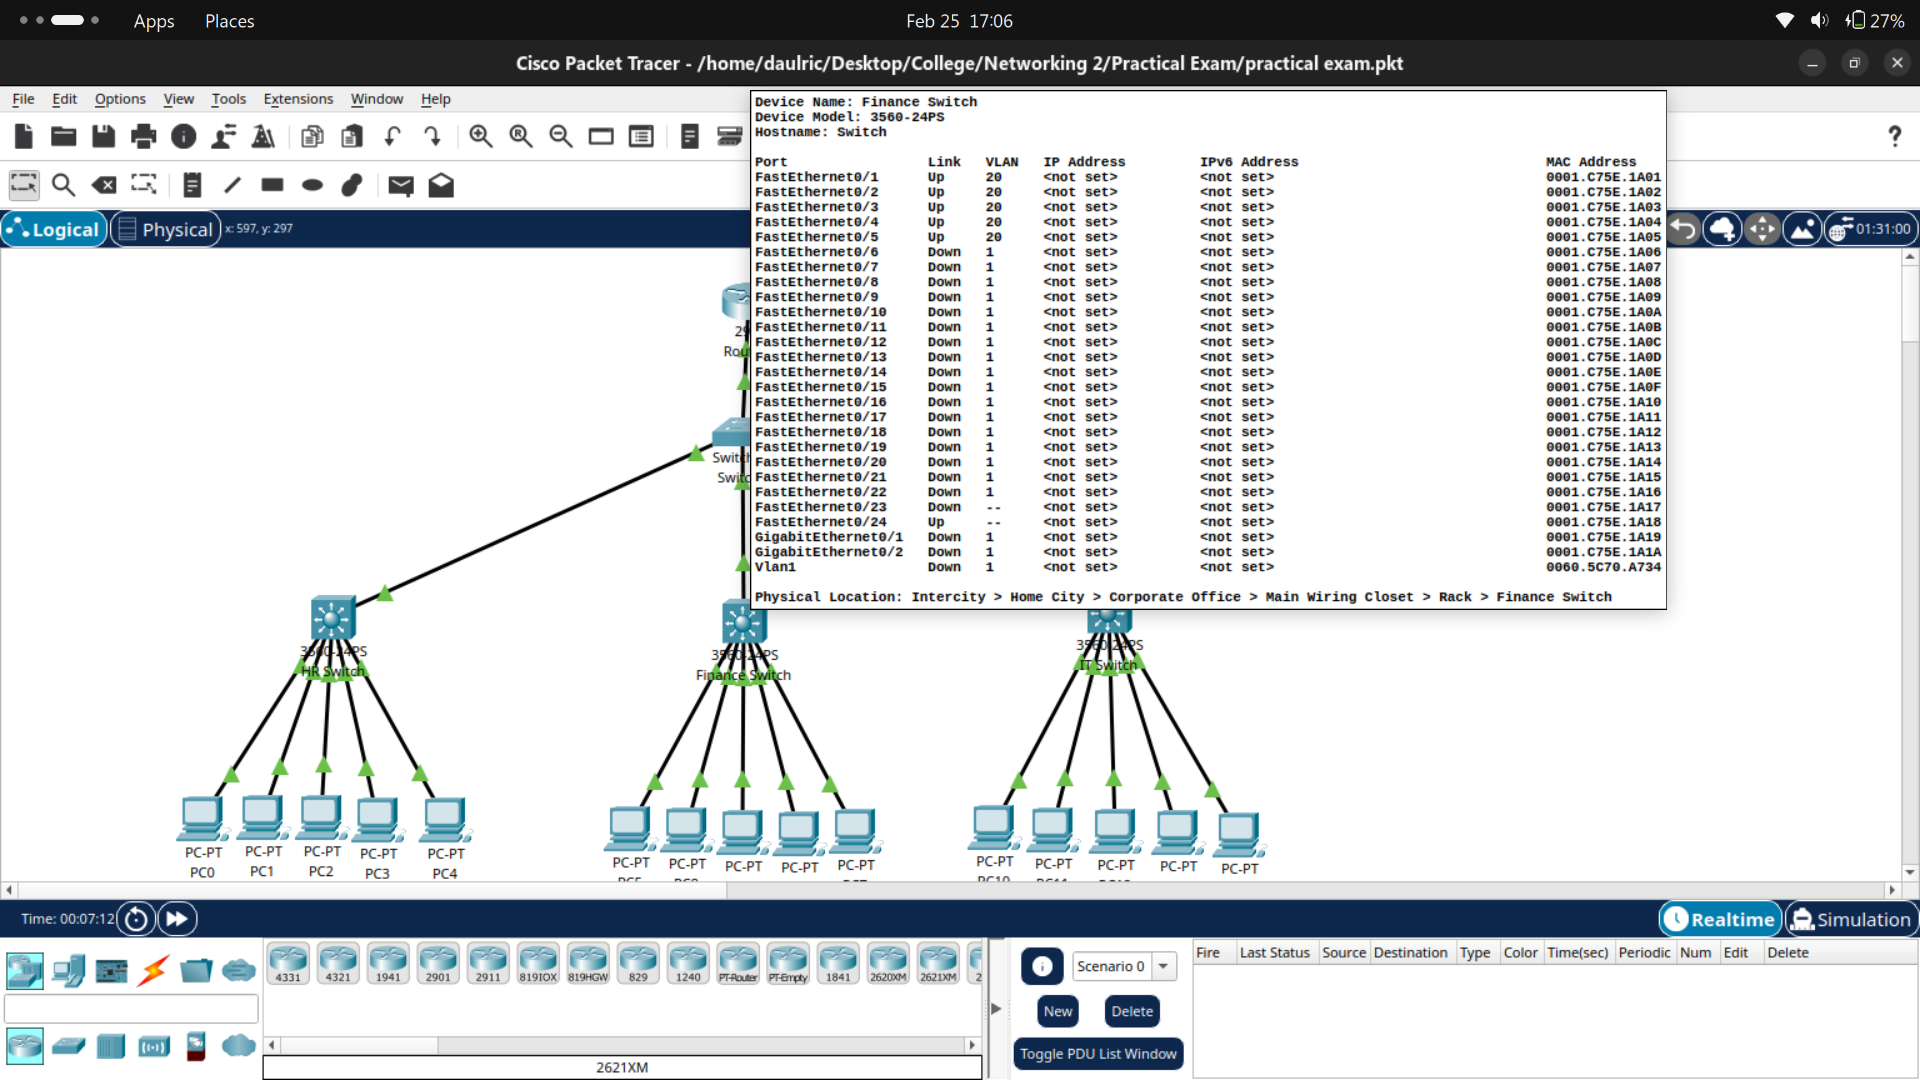 Apps Places Feb 25 17:06 27%
Cisco Packet Tracer - /home/daulric/Desktop/College/Networking 2/Practical Exam/practical exam.pkt
File Edit Options View Tools Extensions Window Help
Device Name: Finance Switch
Device Model: 3560-24PS
Hostname: Switch
Port Link VLAN IP Address IPv6 Address MAC Address
FastEthernet0/1 Up 20 <not set> <not set> 0001.C75E.1A01
FastEthernet0/2 Up 20 <not set> <not set> 0001.C75E.1A02
FastEthernet0/3 Up 20 <not set> <not set> 0001.C75E.1A03
FastEthernet0/4 Up 20 <not set> <not set> 0001.C75E.1A04
FastEthernet0/5 Up 20 <not set> <not set> 0001.C75E.1A05
FastEthernet0/6 Down 1 <not set> <not set> 0001.C75E.1A06
FastEthernet0/7 Down 1 <not set> <not set> 0001.C75E.1A07
FastEthernet0/8 Down 1 <not set> <not set> 0001.C75E.1A08
FastEthernet0/9 Down 1 <not set> <not set> 0001.C75E.1A09
FastEthernet0/10 Down 1 <not set> <not set> 0001.C75E.1A0A
FastEthernet0/11 Down 1 <not set> <not set> 0001.C75E.1A0B
FastEthernet0/12 Down 1 <not set> <not set> 0001.C75E.1A0C
FastEthernet0/13 Down 1 <not set> <not set> 0001.C75E.1A0D
FastEthernet0/14 Down 1 <not set> <not set> 0001.C75E.1A0E
FastEthernet0/15 Down 1 <not set> <not set> 0001.C75E.1A0F
FastEthernet0/16 Down 1 <not set> <not set> 0001.C75E.1A10
FastEthernet0/17 Down 1 <not set> <not set> 0001.C75E.1A11
FastEthernet0/18 Down 1 <not set> <not set> 0001.C75E.1A12
FastEthernet0/19 Down 1 <not set> <not set> 0001.C75E.1A13
FastEthernet0/20 Down 1 <not set> <not set> 0001.C75E.1A14
FastEthernet0/21 Down 1 <not set> <not set> 0001.C75E.1A15
FastEthernet0/22 Down 1 <not set> <not set> 0001.C75E.1A16
FastEthernet0/23 Down -- <not set> <not set> 0001.C75E.1A17
FastEthernet0/24 Up -- <not set> <not set> 0001.C75E.1A18
GigabitEthernet0/1 Down 1 <not set> <not set> 0001.C75E.1A19
GigabitEthernet0/2 Down 1 <not set> <not set> 0001.C75E.1A1A
Vlan1 Down 1 <not set> <not set> 0060.5C70.A734
Physical Location: Intercity > Home City > Corporate Office > Main Wiring Closet > Rack > Finance Switch
Logical Physical x: 597, y: 297 01:31:00
3560-24PS
HR Switch
3560-24PS
Finance Switch
3560-24PS
IT Switch
PC-PT PC-PT PC-PT PC-PT PC-PT
PC0 PC1 PC2 PC3 PC4
PC-PT PC-PT PC-PT PC-PT PC-PT
PC-PT PC-PT PC-PT PC-PT PC-PT
Time: 00:07:12 Realtime Simulation
4331 4321 1941 2901 2911 819IOX 819HGW 829 1240 PT-Router PT-Empty 1841 2620XM 2621XM
2621XM
Scenario 0
New Delete
Toggle PDU List Window
Fire Last Status Source Destination Type Color Time(sec) Periodic Num Edit Delete